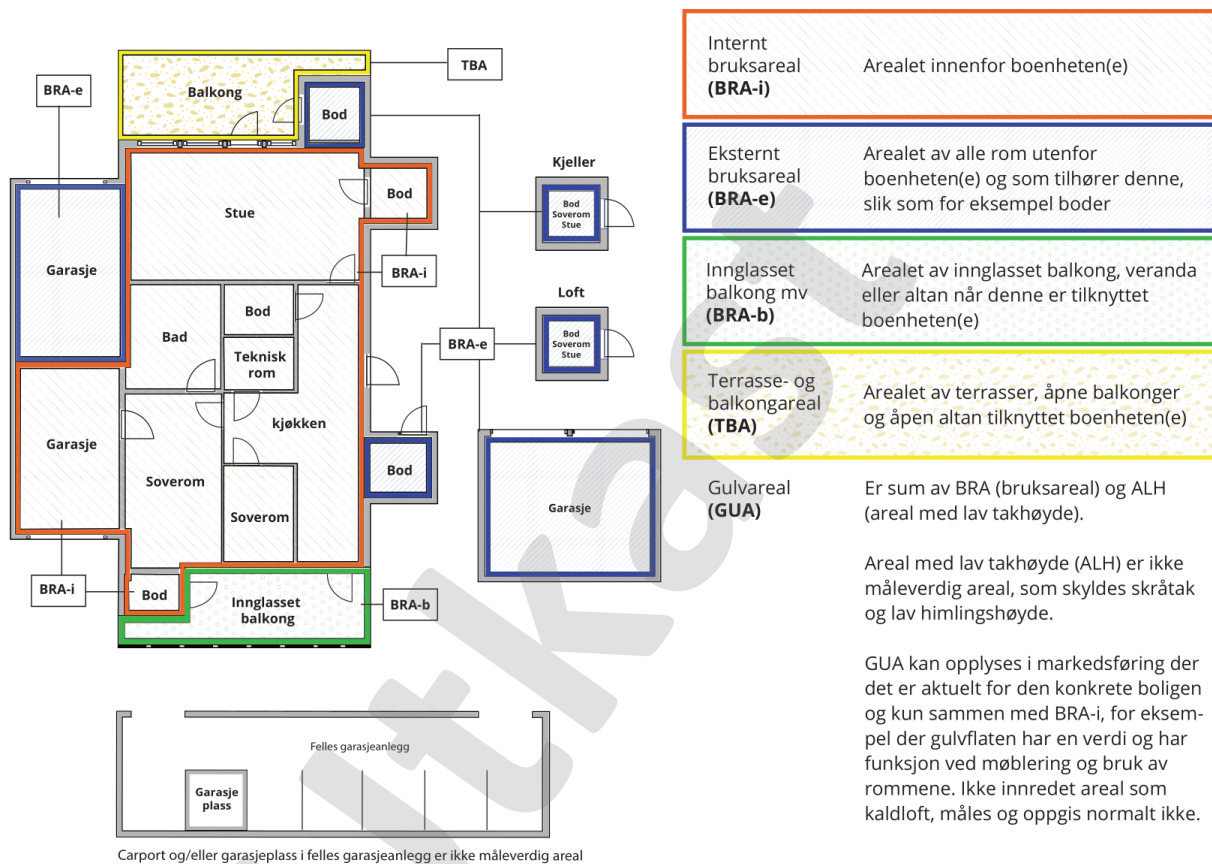 TBA
BRA-e
Balkong
Bod
Kjeller
Bod
Soverom
Stue
Stue
Bod
Garasje
BRA-i
Loft
Bod
Soverom
Stue
Bod
Bad
Teknisk
rom
BRA-e
Garasje
kjøkken
Soverom
Bod
Soverom
Garasje
BRA-i
Bod
Innglasset
balkong
BRA-b
Felles garasjeanlegg
Garasje
plass
Carport og/eller garasjeplass i felles garasjeanlegg er ikke måleverdig areal
Internt
bruksareal
(BRA-i)
Arealet innenfor boenheten(e)
Eksternt
bruksareal
(BRA-e)
Arealet av alle rom utenfor
boenheten(e) og som tilhører denne,
slik som for eksempel boder
Innglasset
balkong mv
(BRA-b)
Arealet av innglasset balkong, veranda
eller altan når denne er tilknyttet
boenheten(e)
Terrasse- og
balkongareal
(TBA)
Arealet av terrasser, åpne balkonger
og åpen altan tilknyttet boenheten(e)
Gulvareal
(GUA)
Er sum av BRA (bruksareal) og ALH
(areal med lav takhøyde).
Areal med lav takhøyde (ALH) er ikke
måleverdig areal, som skyldes skråtak
og lav himlingshøyde.
GUA kan opplyses i markedsføring der
det er aktuelt for den konkrete boligen
og kun sammen med BRA-i, for eksem-
pel der gulvflaten har en verdi og har
funksjon ved møblering og bruk av
rommene. Ikke innredet areal som
kaldloft, måles og oppgis normalt ikke.
ltkast